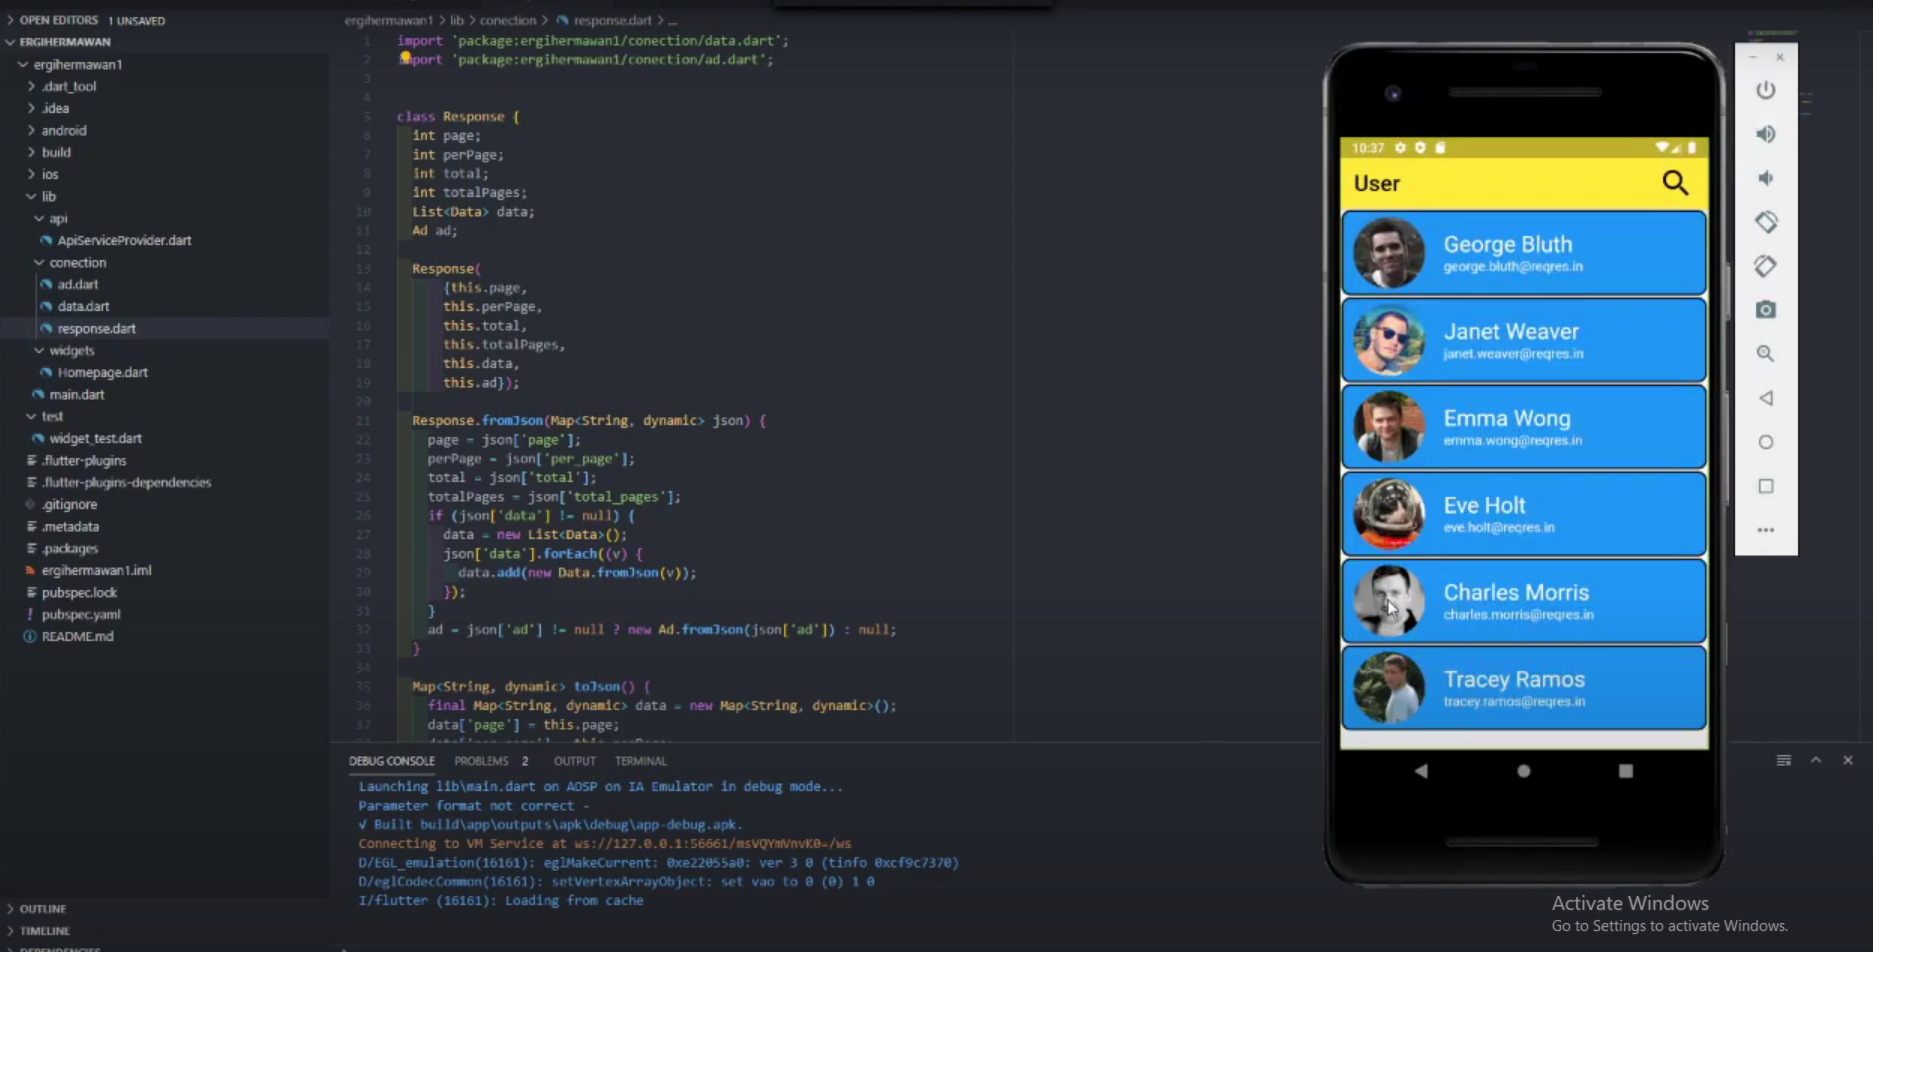 OPEN EDITORS 1 UNSAVED
ERGIHERMAWAN
ergihermawan1
.dart_tool
.idea
android
build
ios
lib
api
ApiServiceProvider.dart
conection
ad.dart
data.dart
response.dart
widgets
Homepage.dart
main.dart
test
widget_test.dart
.flutter-plugins
.flutter-plugins-dependencies
.gitignore
.metadata
.packages
ergihermawan1.iml
pubspec.lock
pubspec.yaml
README.md
OUTLINE
TIMELINE
DEPENDENCIES
ergihermawan1 > lib > conection > response.dart > ...
1 import 'package:ergihermawan1/conection/data.dart';
2 import 'package:ergihermawan1/conection/ad.dart';
3
4
5 class Response {
6 int page;
7 int perPage;
8 int total;
9 int totalPages;
10 List<Data> data;
11 Ad ad;
12
13 Response(
14 {this.page,
15 this.perPage,
16 this.total,
17 this.totalPages,
18 this.data,
19 this.ad});
20
21 Response.fromJson(Map<String, dynamic> json) {
22 page = json['page'];
23 perPage = json['per_page'];
24 total = json['total'];
25 totalPages = json['total_pages'];
26 if (json['data'] != null) {
27 data = new List<Data>();
28 json['data'].forEach((v) {
29 data.add(new Data.fromJson(v));
30 });
31 }
32 ad = json['ad'] != null ? new Ad.fromJson(json['ad']) : null;
33 }
34
35 Map<String, dynamic> toJson() {
36 final Map<String, dynamic> data = new Map<String, dynamic>();
37 data['page'] = this.page;
DEBUG CONSOLE PROBLEMS 2 OUTPUT TERMINAL
Launching lib\main.dart on AOSP on IA Emulator in debug mode...
Parameter format not correct -
√ Built build\app\outputs\apk\debug\app-debug.apk.
Connecting to VM Service at ws://127.0.0.1:56661/msVQYmVnvK0=/ws
D/EGL_emulation(16161): eglMakeCurrent: 0xe22055a0: ver 3 0 (tinfo 0xcf9c7370)
D/eglCodecCommon(16161): setVertexArrayObject: set vao to 0 (0) 1 0
I/flutter (16161): Loading from cache
10:37
User
George Bluth
george.bluth@reqres.in
Janet Weaver
janet.weaver@reqres.in
Emma Wong
emma.wong@reqres.in
Eve Holt
eve.holt@reqres.in
Charles Morris
charles.morris@reqres.in
Tracey Ramos
tracey.ramos@reqres.in
Activate Windows
Go to Settings to activate Windows.